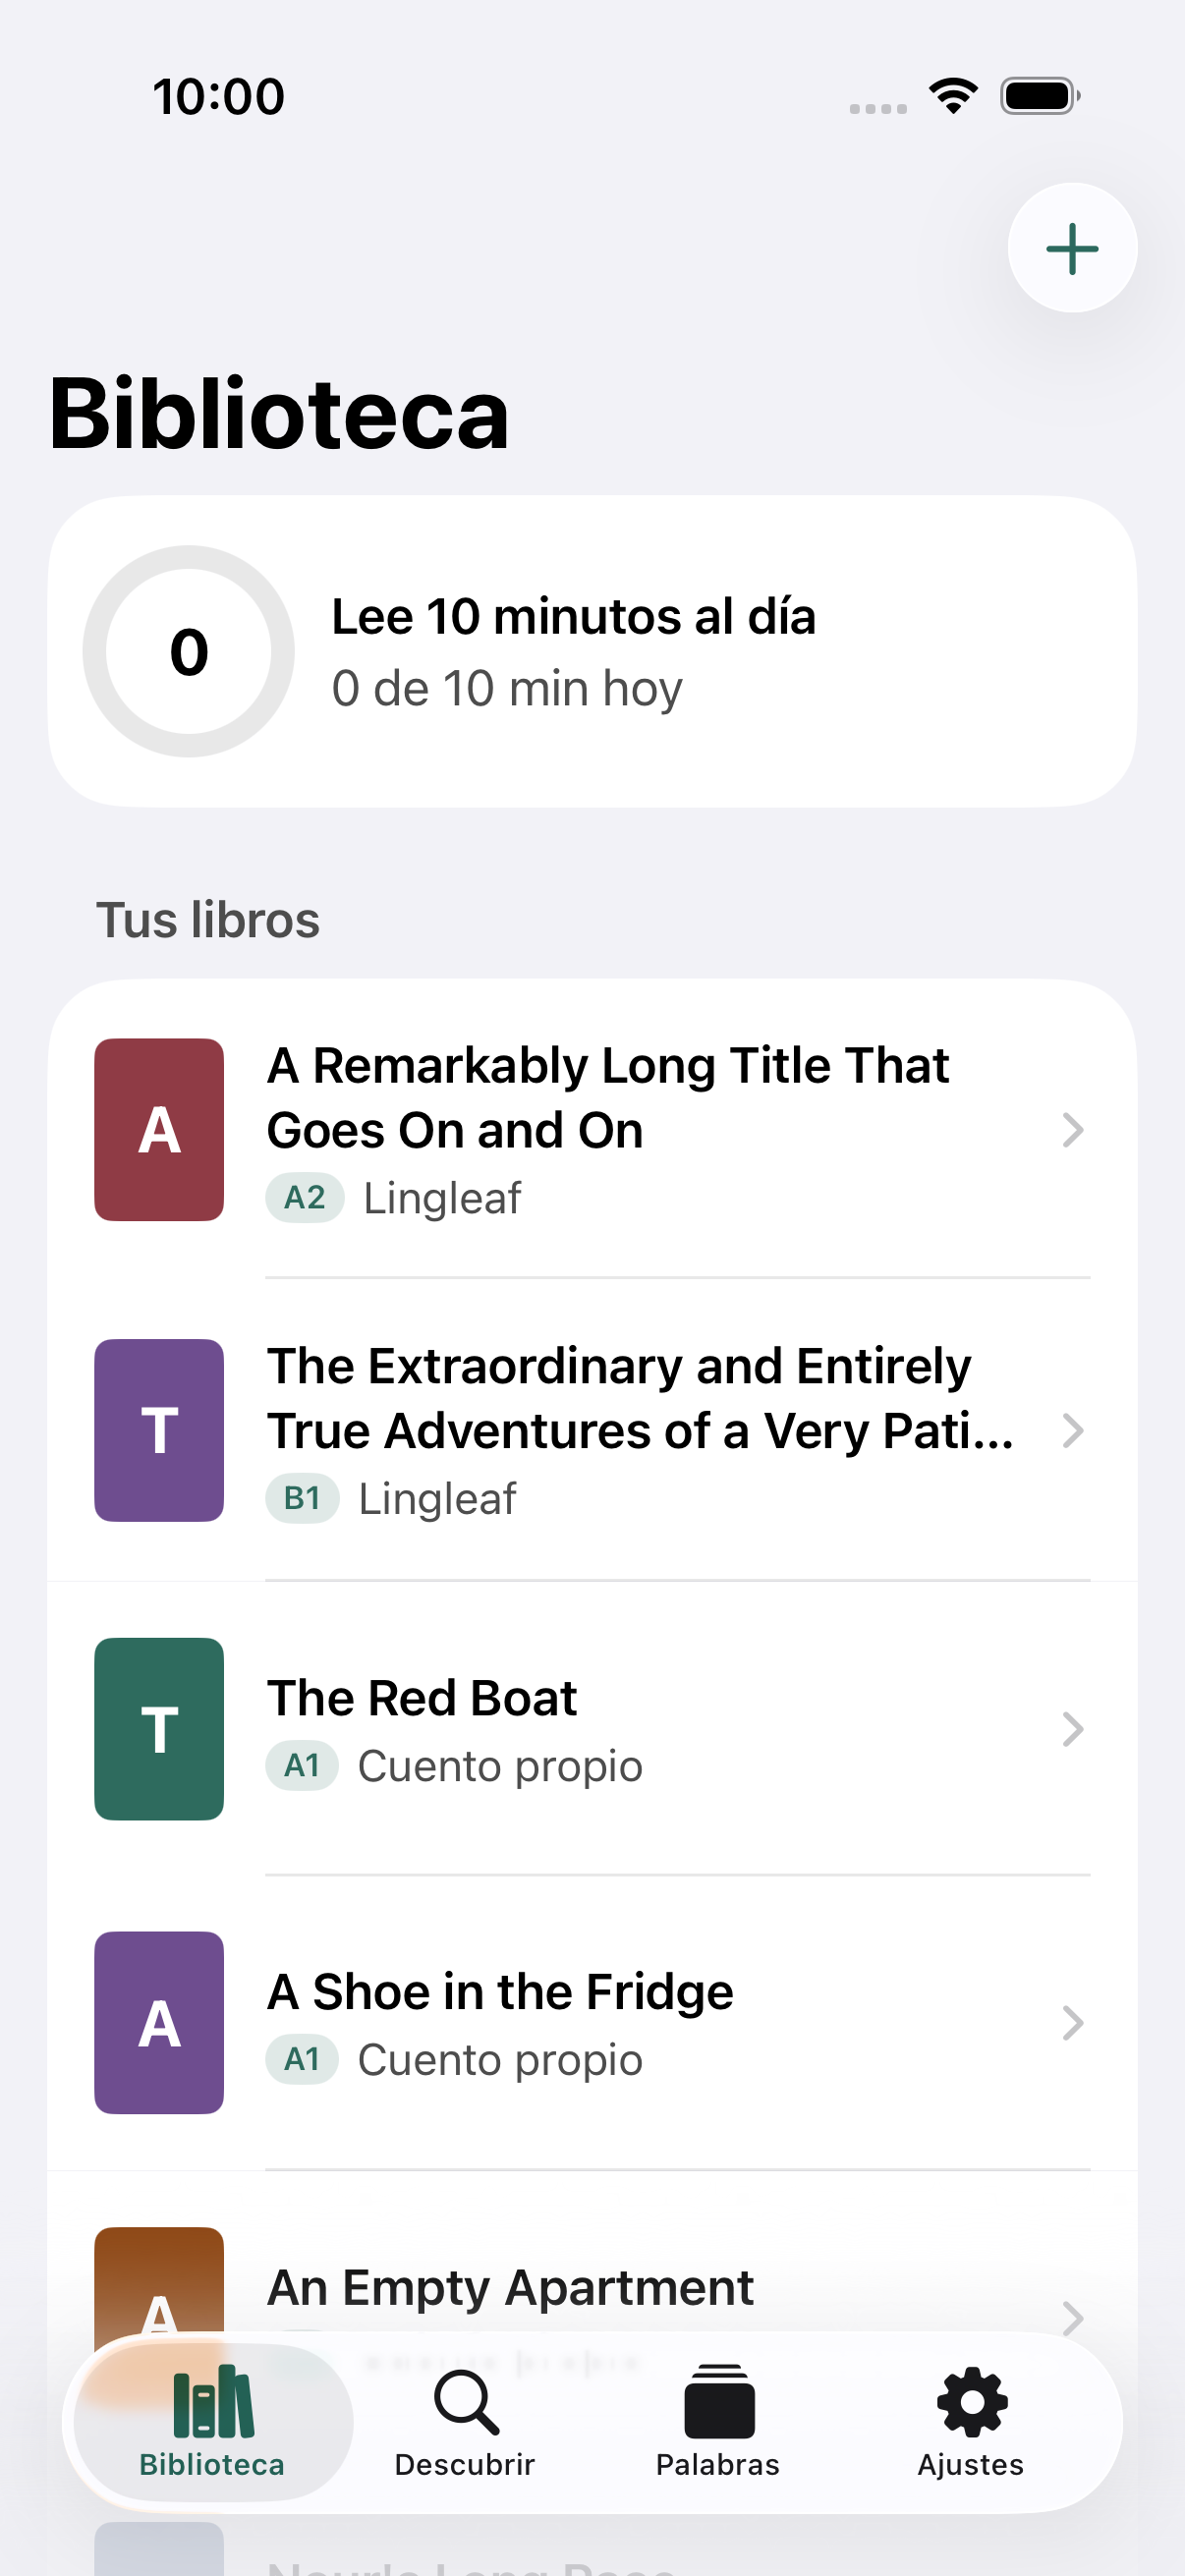 10:00
Biblioteca
0
Lee 10 minutos al día
0 de 10 min hoy
Tus libros
A
A Remarkably Long Title That
Goes On and On
A2 Lingleaf
T
The Extraordinary and Entirely
True Adventures of a Very Pati...
B1 Lingleaf
T
The Red Boat
A1 Cuento propio
A
A Shoe in the Fridge
A1 Cuento propio
A
An Empty Apartment
Biblioteca
Descubrir
Palabras
Ajustes